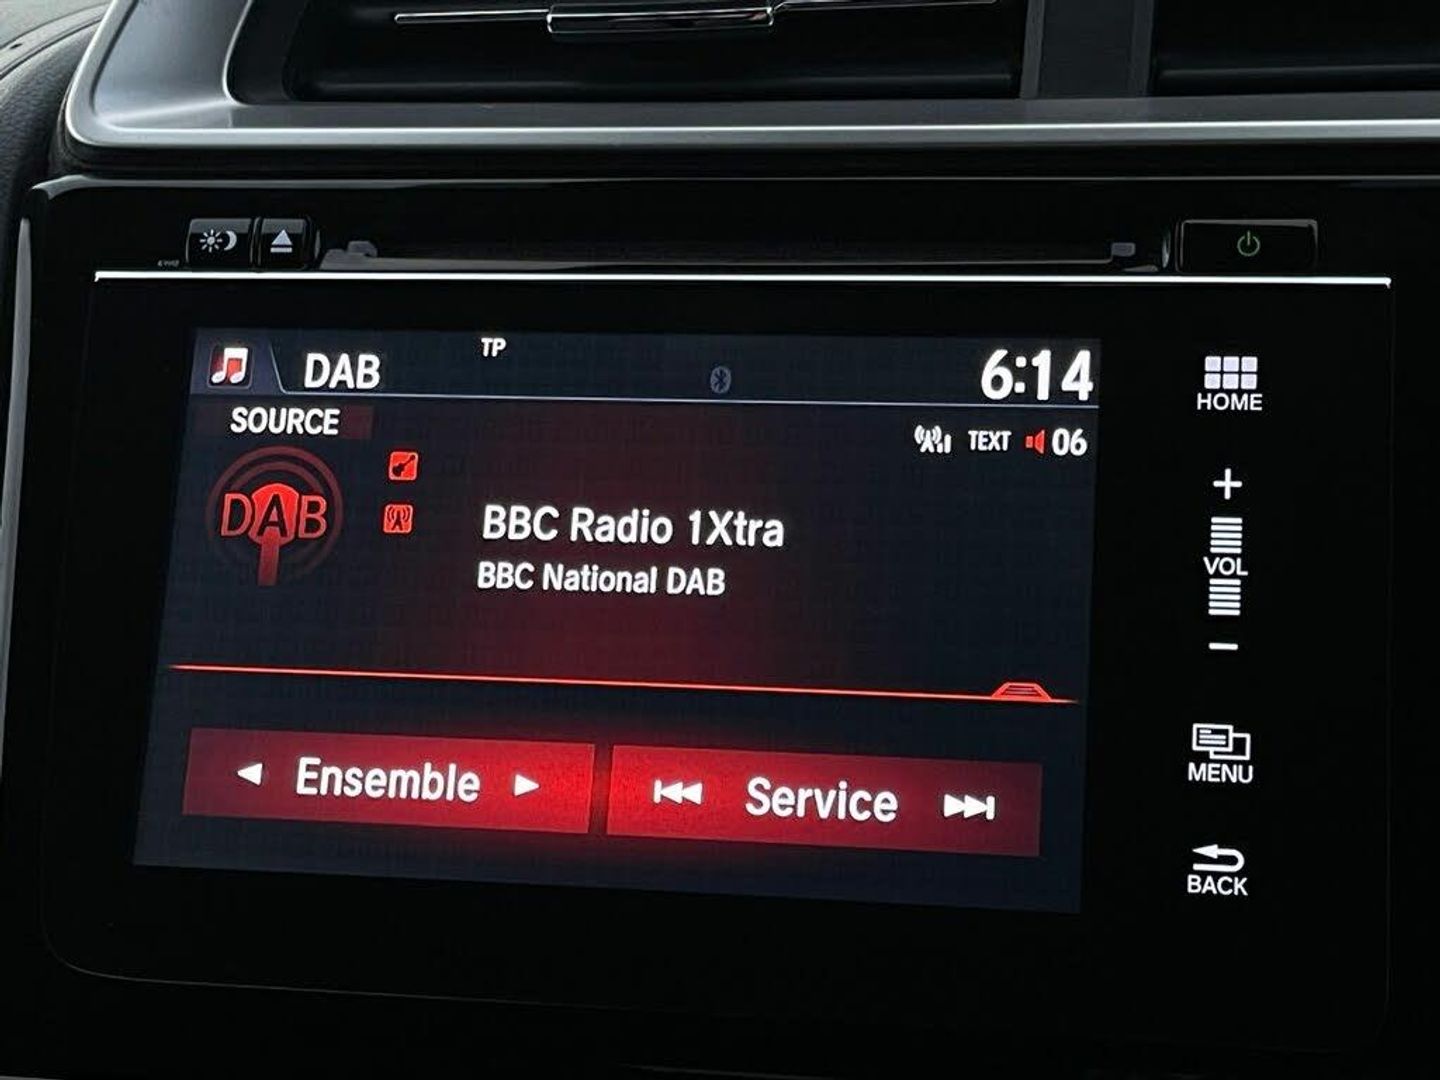 DAB
TP
6:14
SOURCE
TEXT
06
DAB
BBC Radio 1Xtra
BBC National DAB
Ensemble
Service
HOME
+
VOL
-
MENU
BACK